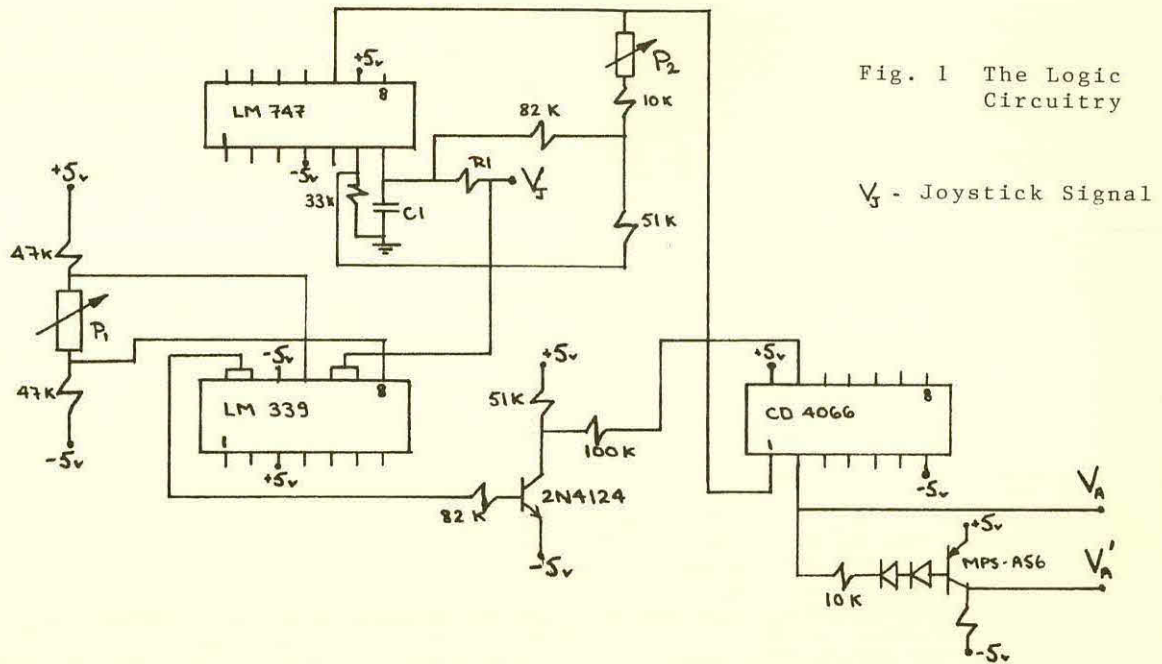 Fig. 1 The Logic
Circuitry
V_J - Joystick Signal
+5v
8
LM 747
1
-5v
P2
10K
82K
R1
V_J
33K
C1
51K
+5v
47K
P1
47K
-5v
-5v
8
LM 339
1
+5v
+5v
51K
100K
82K
2N4124
-5v
+5v
8
CD 4066
1
-5v
V_A
+5v
MPS-A56
V_A'
10K
-5v